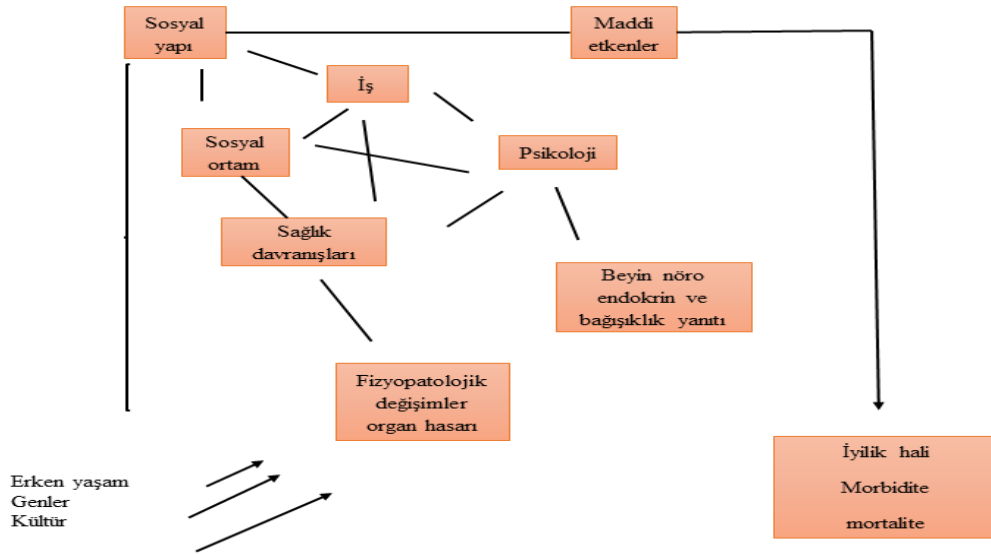 Sosyal
yapı
Maddi
etkenler
İş
Sosyal
ortam
Psikoloji
Sağlık
davranışları
Beyin nöro
endokrin ve
bağışıklık yanıtı
Fizyopatolojik
değişimler
organ hasarı
İyilik hali
Morbidite
mortalite
Erken yaşam
Genler
Kültür